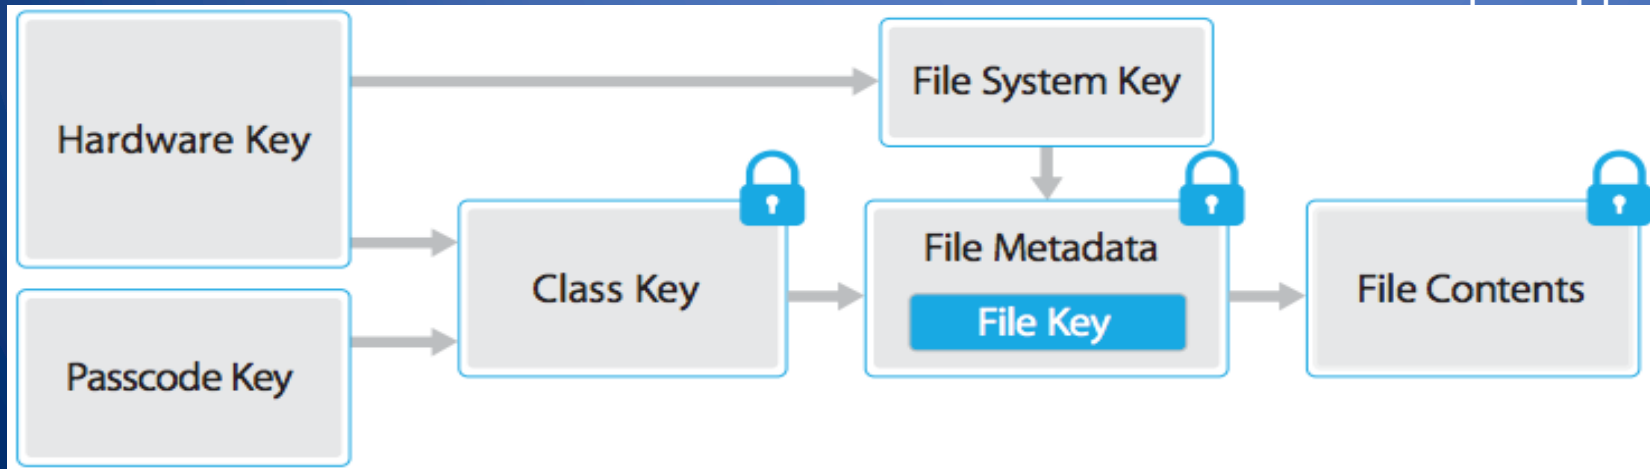 Hardware Key
File System Key
File Metadata
Class Key
File Key
File Contents
Passcode Key